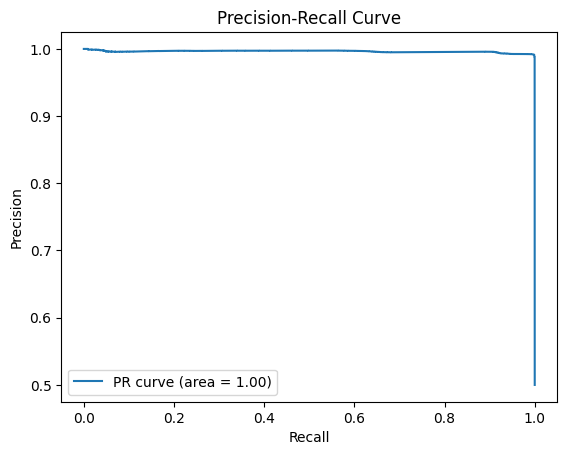 Precision-Recall Curve
1.0
0.9
0.8
0.7
0.6
0.5
Precision
PR curve (area = 1.00)
0.0 0.2 0.4 0.6 0.8 1.0
Recall